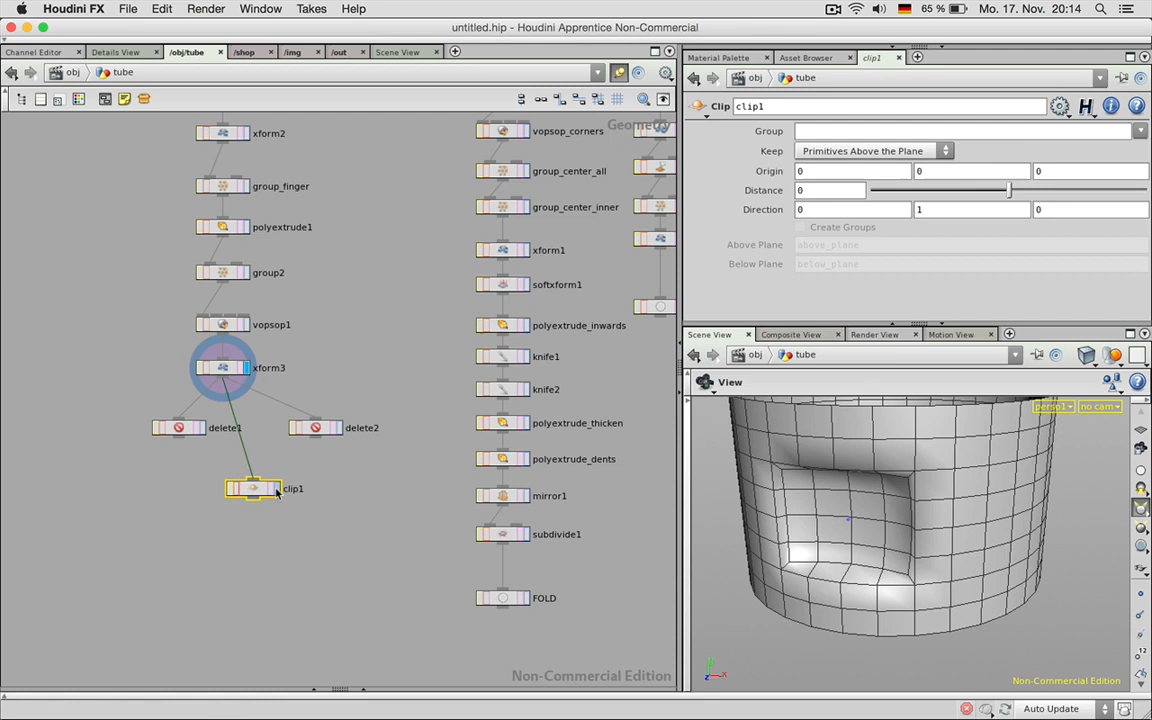 Houdini FX File Edit Render Window Takes Help 65 % Mo. 17. Nov. 20:14
untitled.hip - Houdini Apprentice Non-Commercial
Channel Editor Details View /obj/tube /shop /img /out Scene View
Material Palette Asset Browser clip1
obj tube
obj tube
Clip clip1
Group
Keep Primitives Above the Plane
Origin 0 0 0
Distance 0
Direction 0 1 0
Create Groups
Above Plane above_plane
Below Plane below_plane
Geometry
xform2
group_finger
polyextrude1
group2
vopsop1
xform3
delete1
delete2
clip1
vopsop_corners
group_center_all
group_center_inner
xform1
softxform1
polyextrude_inwards
knife1
knife2
polyextrude_thicken
polyextrude_dents
mirror1
subdivide1
FOLD
Non-Commercial Edition
Scene View Composite View Render View Motion View
obj tube
View
persp1 no cam
12
y
z x
Non-Commercial Edition
Auto Update